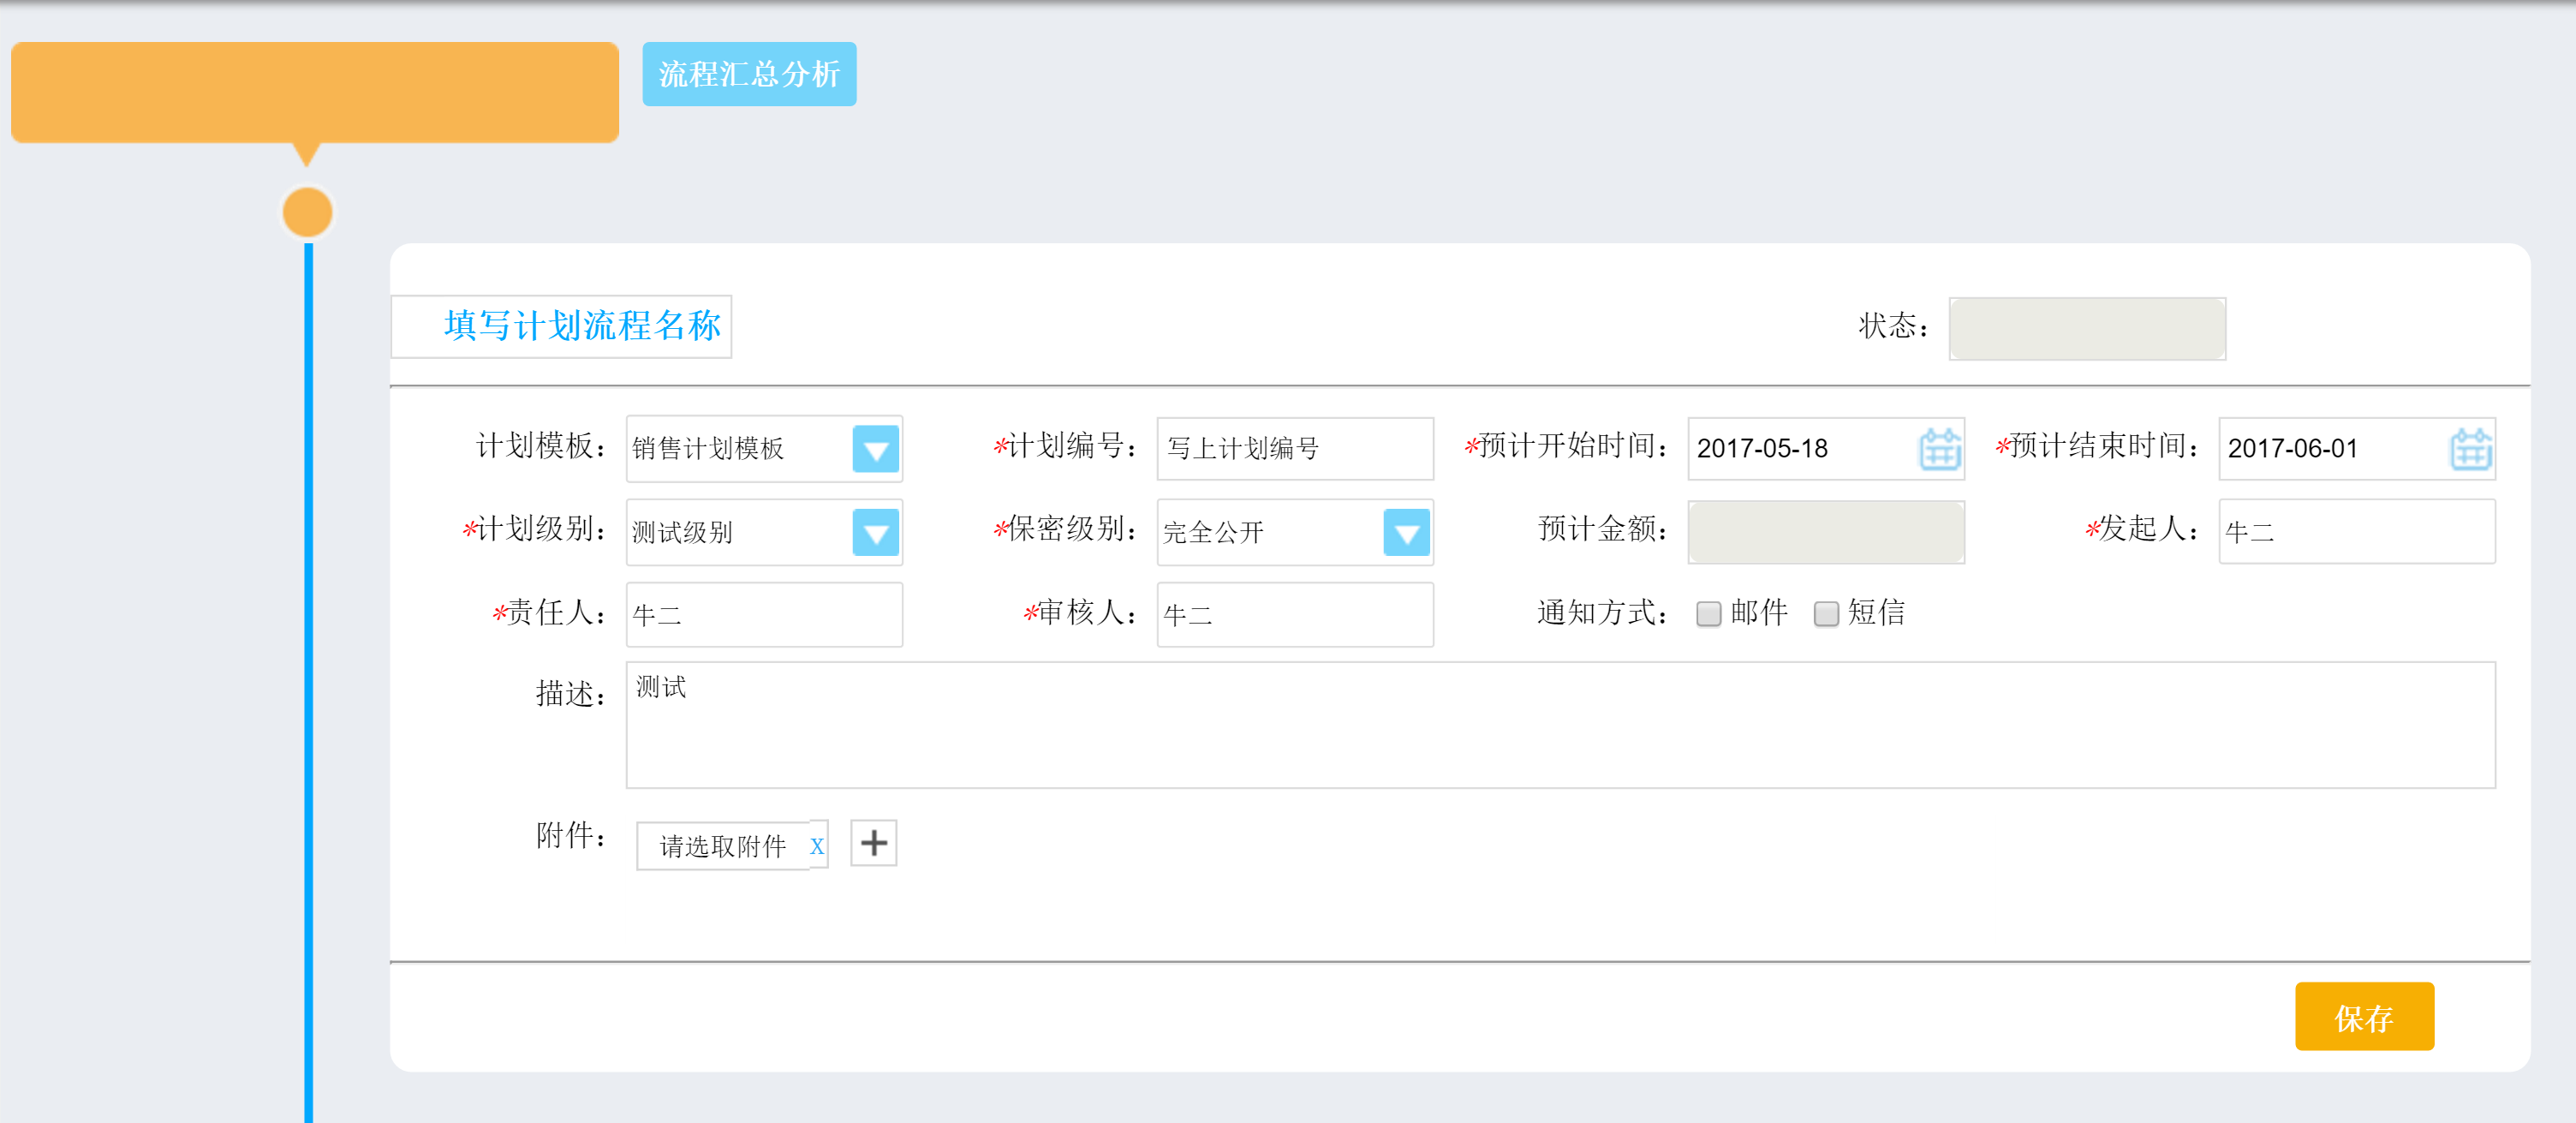 流程汇总分析
填写计划流程名称 状态：
计划模板： 销售计划模板 *计划编号： 写上计划编号 *预计开始时间： 2017-05-18 *预计结束时间： 2017-06-01
*计划级别： 测试级别 *保密级别： 完全公开 预计金额： *发起人： 牛二
*责任人： 牛二 *审核人： 牛二 通知方式： 邮件 短信
描述： 测试
附件： 请选取附件 x +
保存